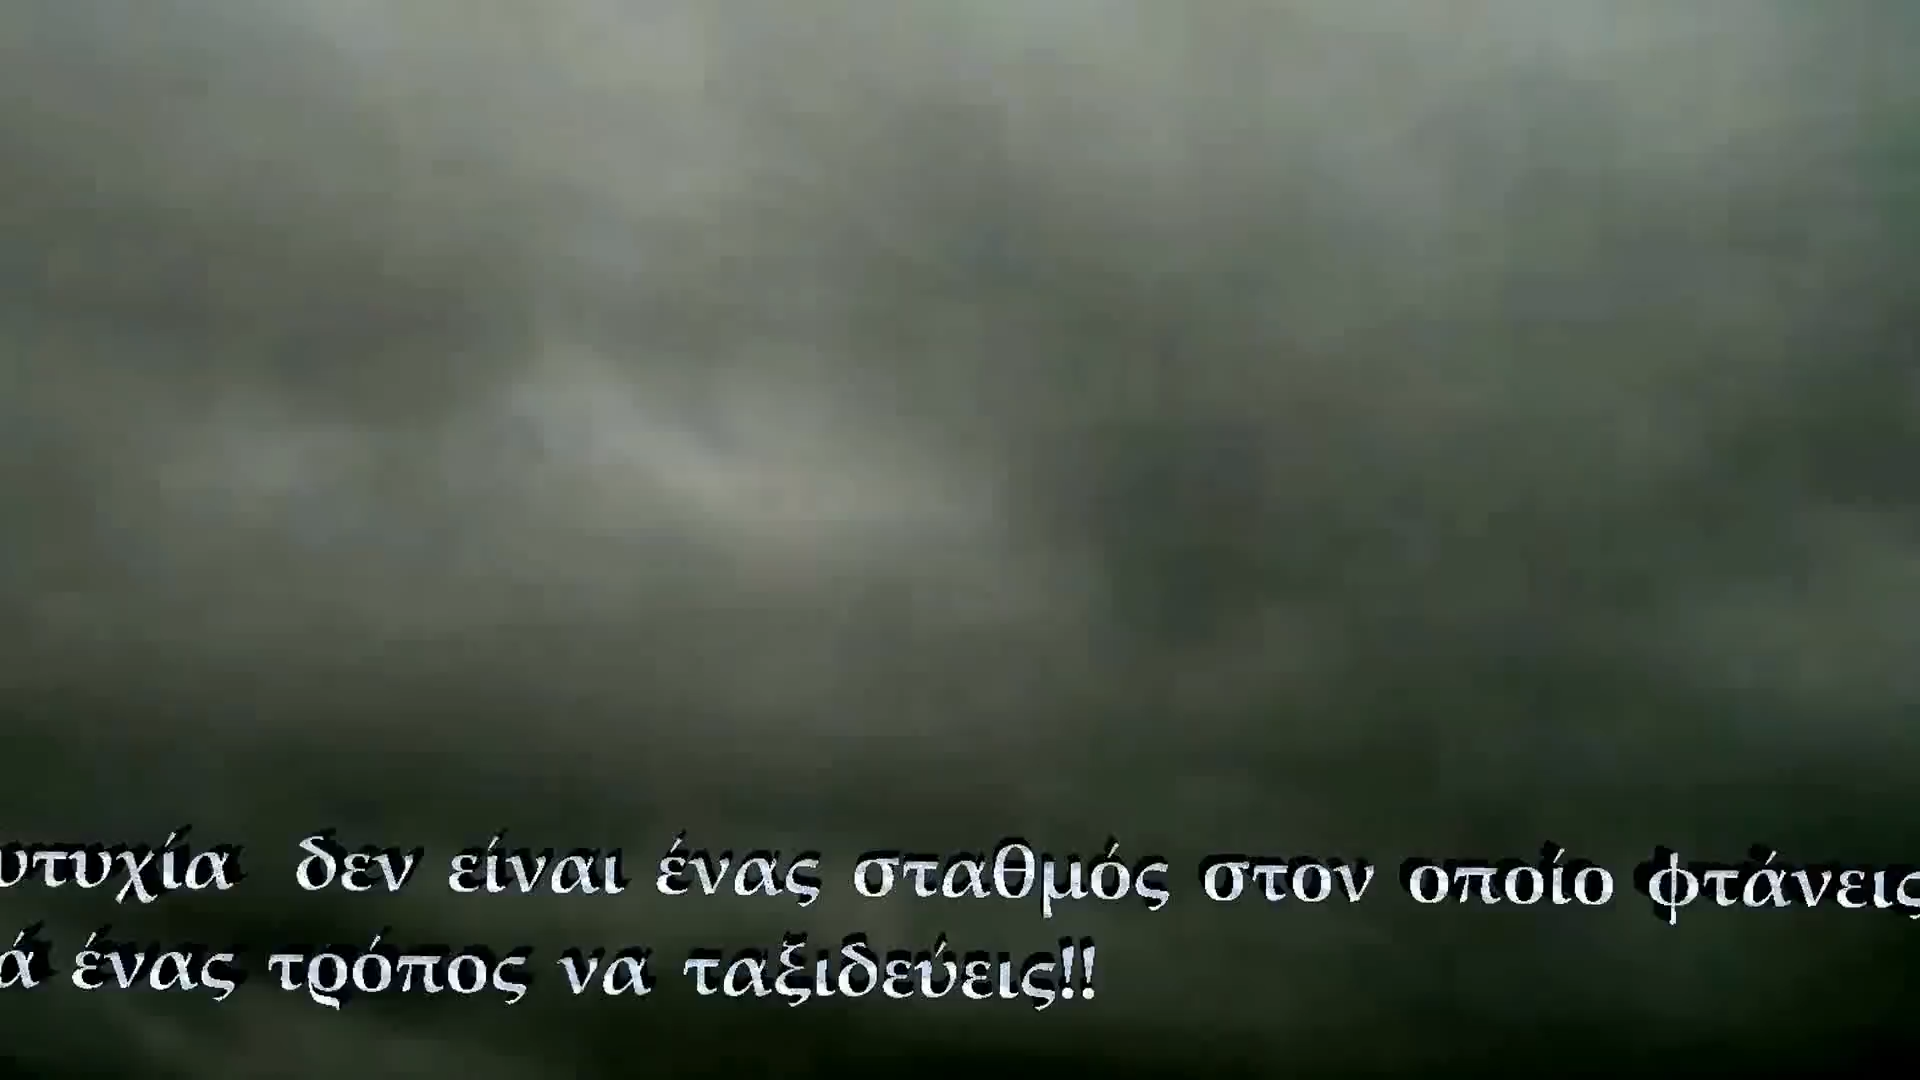 υτυχία δεν είναι ένας σταθμός στον οποίο φτάνεις
ά ένας τρόπος να ταξιδεύεις!!